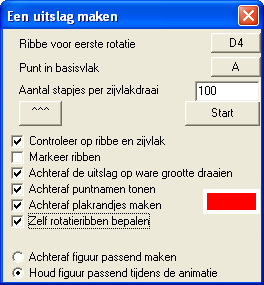 Een uitslag maken
Ribbe voor eerste rotatie D4
Punt in basisvlak A
Aantal stapjes per zijvlakdraai 100
^^^ Start
Controleer op ribbe en zijvlak
Markeer ribben
Achteraf de uitslag op ware grootte draaien
Achteraf puntnamen tonen
Achteraf plakrandjes maken
Zelf rotatieribben bepalen
Achteraf figuur passend maken
Houd figuur passend tijdens de animatie